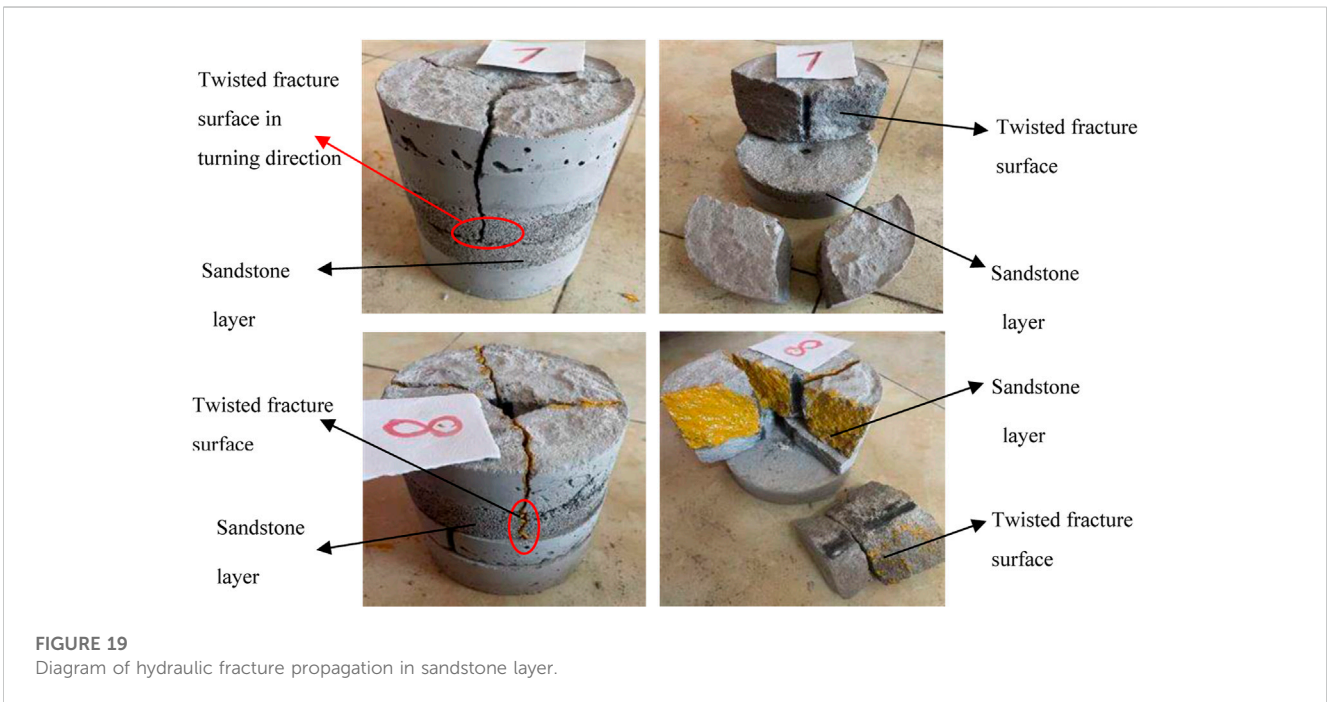 Twisted fracture
surface in
turning direction
Sandstone
layer
7
7
Twisted fracture
surface
Sandstone
layer
Twisted fracture
surface
Sandstone
layer
8
8
Sandstone
layer
Twisted fracture
surface
FIGURE 19
Diagram of hydraulic fracture propagation in sandstone layer.